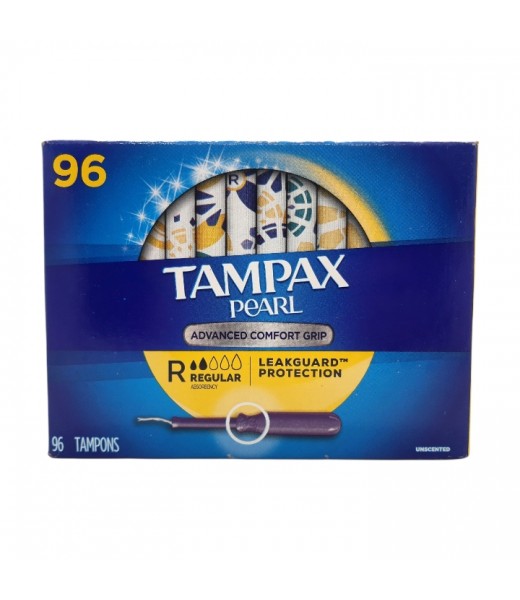 96
R
TAMPAX
PEARL
ADVANCED COMFORT GRIP
R REGULAR
ABSORBENCY
LEAKGUARD™
PROTECTION
96 TAMPONS
UNSCENTED